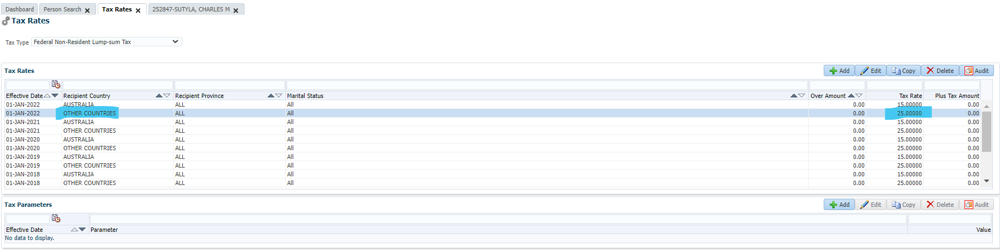 Dashboard Person Search Tax Rates 252847-SUTYLA, CHARLES M
Tax Rates
Tax Type Federal Non-Resident Lump-sum Tax
Tax Rates Add Edit Copy Delete Audit
Effective Date Recipient Country Recipient Province Marital Status Over Amount Tax Rate Plus Tax Amount
01-JAN-2022 AUSTRALIA ALL All 0.00 15.00000 0.00
01-JAN-2022 OTHER COUNTRIES ALL All 0.00 25.00000 0.00
01-JAN-2021 AUSTRALIA ALL All 0.00 15.00000 0.00
01-JAN-2021 OTHER COUNTRIES ALL All 0.00 25.00000 0.00
01-JAN-2020 AUSTRALIA ALL All 0.00 15.00000 0.00
01-JAN-2020 OTHER COUNTRIES ALL All 0.00 25.00000 0.00
01-JAN-2019 AUSTRALIA ALL All 0.00 15.00000 0.00
01-JAN-2019 OTHER COUNTRIES ALL All 0.00 25.00000 0.00
01-JAN-2018 AUSTRALIA ALL All 0.00 15.00000 0.00
01-JAN-2018 OTHER COUNTRIES ALL All 0.00 25.00000 0.00
Tax Parameters Add Edit Copy Delete Audit
Effective Date Parameter Value
No data to display.